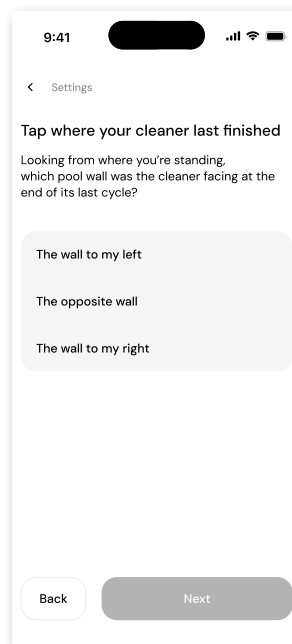 9:41
Settings
Tap where your cleaner last finished
Looking from where you’re standing,
which pool wall was the cleaner facing at the
end of its last cycle?
The wall to my left
The opposite wall
The wall to my right
Back
Next